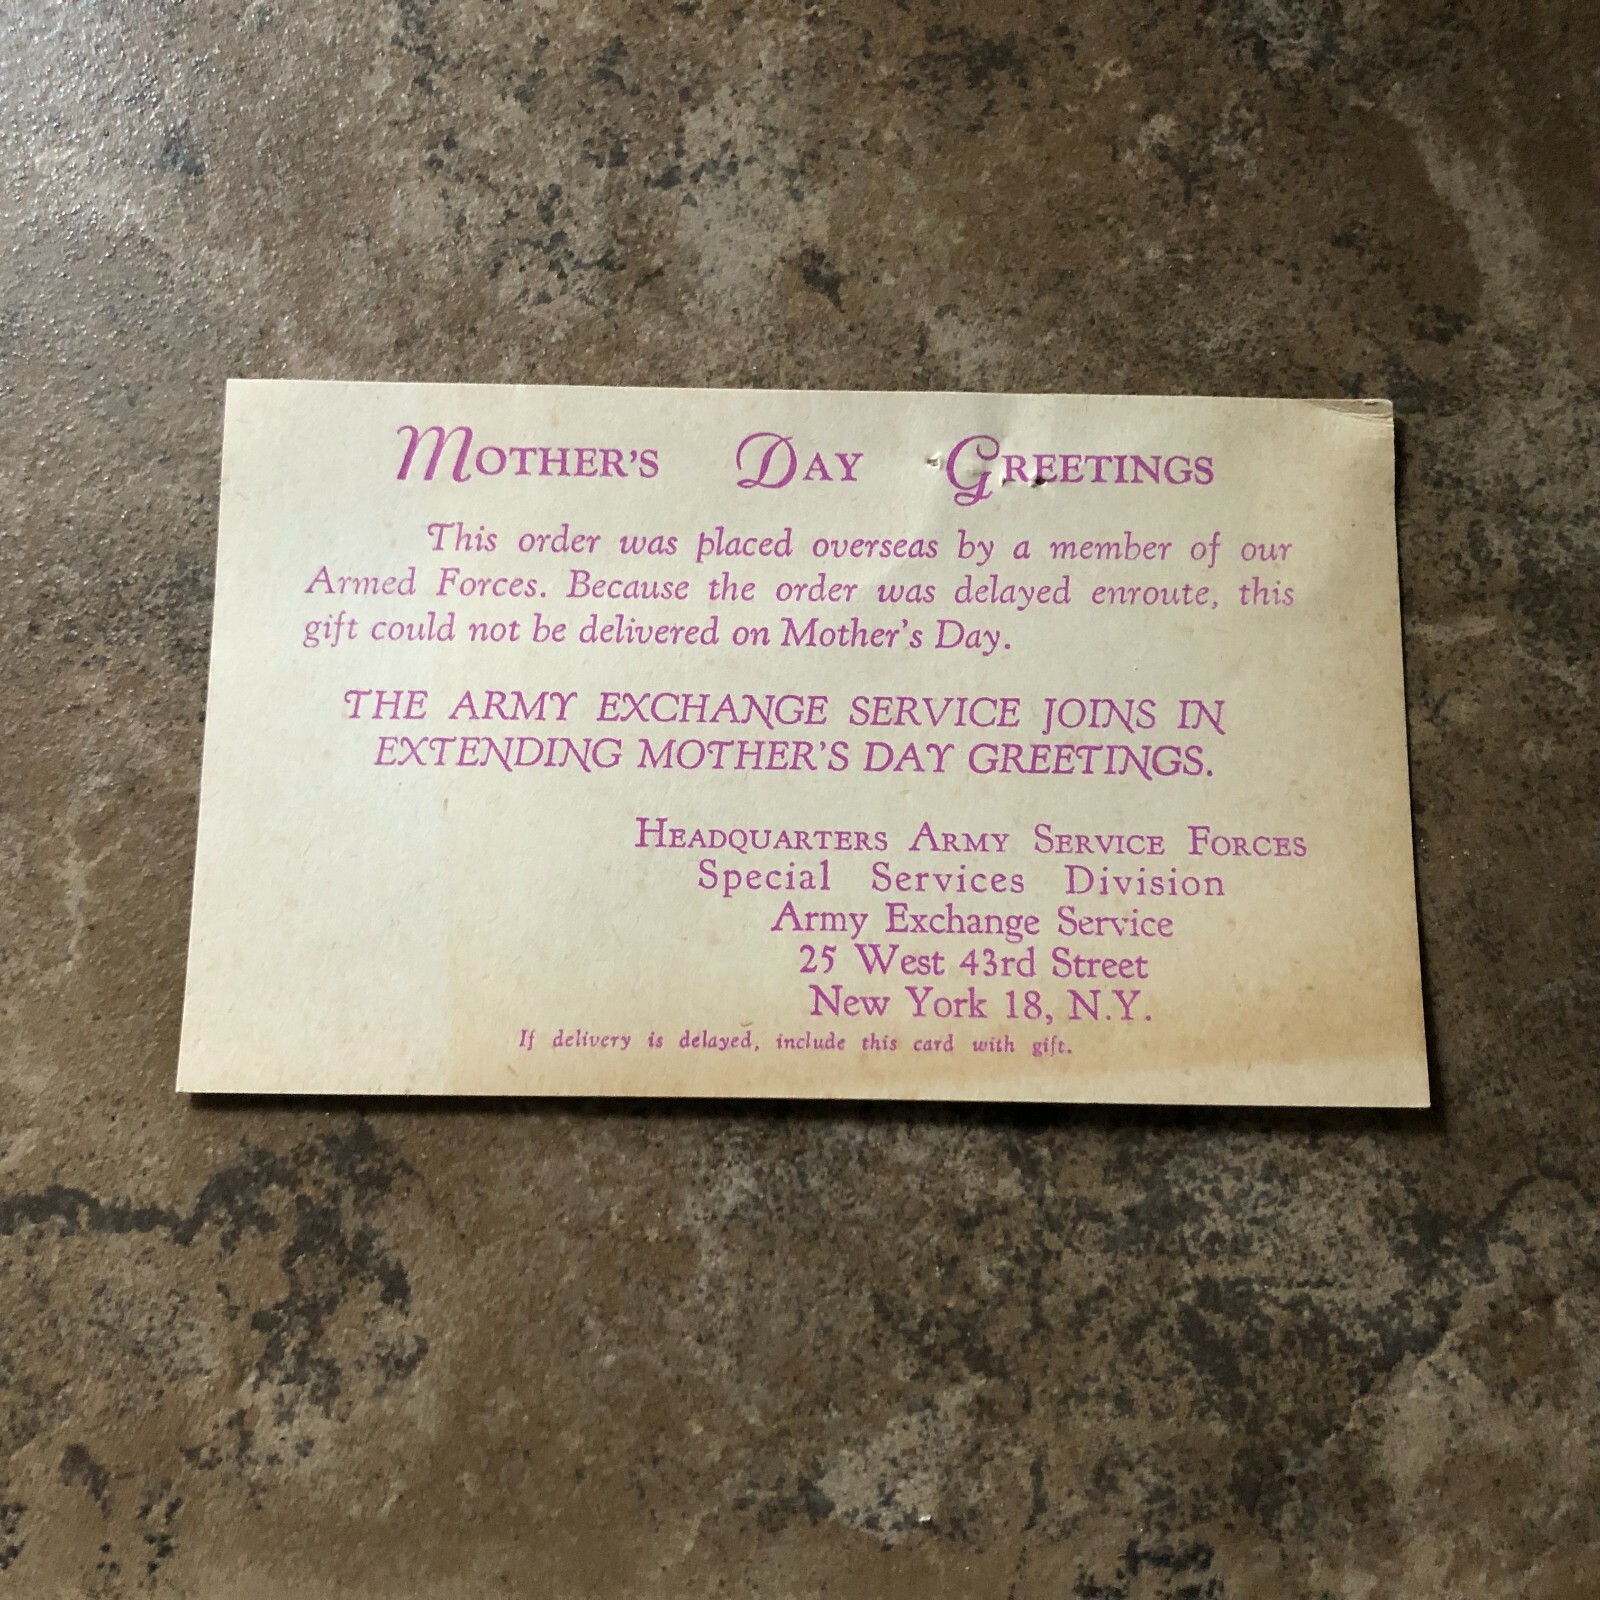 MOTHER'S DAY GREETINGS
This order was placed overseas by a member of our
Armed Forces. Because the order was delayed enroute, this
gift could not be delivered on Mother's Day.
THE ARMY EXCHANGE SERVICE JOINS IN
EXTENDING MOTHER'S DAY GREETINGS.
HEADQUARTERS ARMY SERVICE FORCES
Special Services Division
Army Exchange Service
25 West 43rd Street
New York 18, N.Y.
If delivery is delayed, include this card with gift.